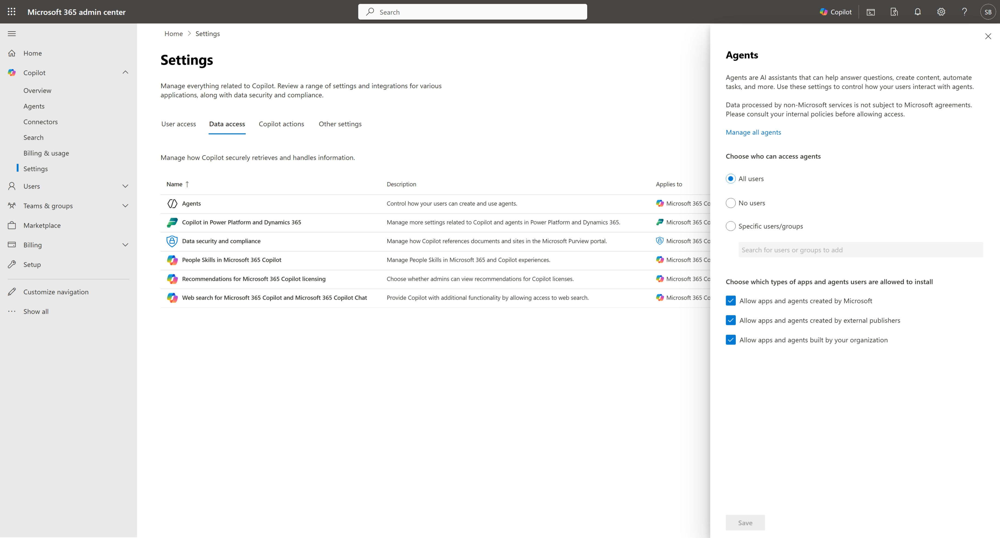 Microsoft 365 admin center
Search
Copilot
SB
Home
Copilot
Overview
Agents
Connectors
Search
Billing & usage
Settings
Users
Teams & groups
Marketplace
Billing
Setup
Customize navigation
Show all
Home > Settings
Settings
Manage everything related to Copilot. Review a range of settings and integrations for various
applications, along with data security and compliance.
User access Data access Copilot actions Other settings
Manage how Copilot securely retrieves and handles information.
Name ↑ Description Applies to
Agents Control how your users can create and use agents. Microsoft 365 Co
Copilot in Power Platform and Dynamics 365 Manage more settings related to Copilot and agents in Power Platform and Dynamics 365. Microsoft 365 Co
Data security and compliance Manage how Copilot references documents and sites in the Microsoft Purview portal. Microsoft 365 Co
People Skills in Microsoft 365 Copilot Manage People Skills in Microsoft 365 and Copilot experiences. Microsoft 365 Co
Recommendations for Microsoft 365 Copilot licensing Choose whether admins can view recommendations for Copilot licenses. Microsoft 365 Co
Web search for Microsoft 365 Copilot and Microsoft 365 Copilot Chat Provide Copilot with additional functionality by allowing access to web search. Microsoft 365 Co
Agents
Agents are AI assistants that can help answer questions, create content, automate
tasks, and more. Use these settings to control how your users interact with agents.
Data processed by non-Microsoft services is not subject to Microsoft agreements.
Please consult your internal policies before allowing access.
Manage all agents
Choose who can access agents
All users
No users
Specific users/groups
Search for users or groups to add
Choose which types of apps and agents users are allowed to install
Allow apps and agents created by Microsoft
Allow apps and agents created by external publishers
Allow apps and agents built by your organization
Save